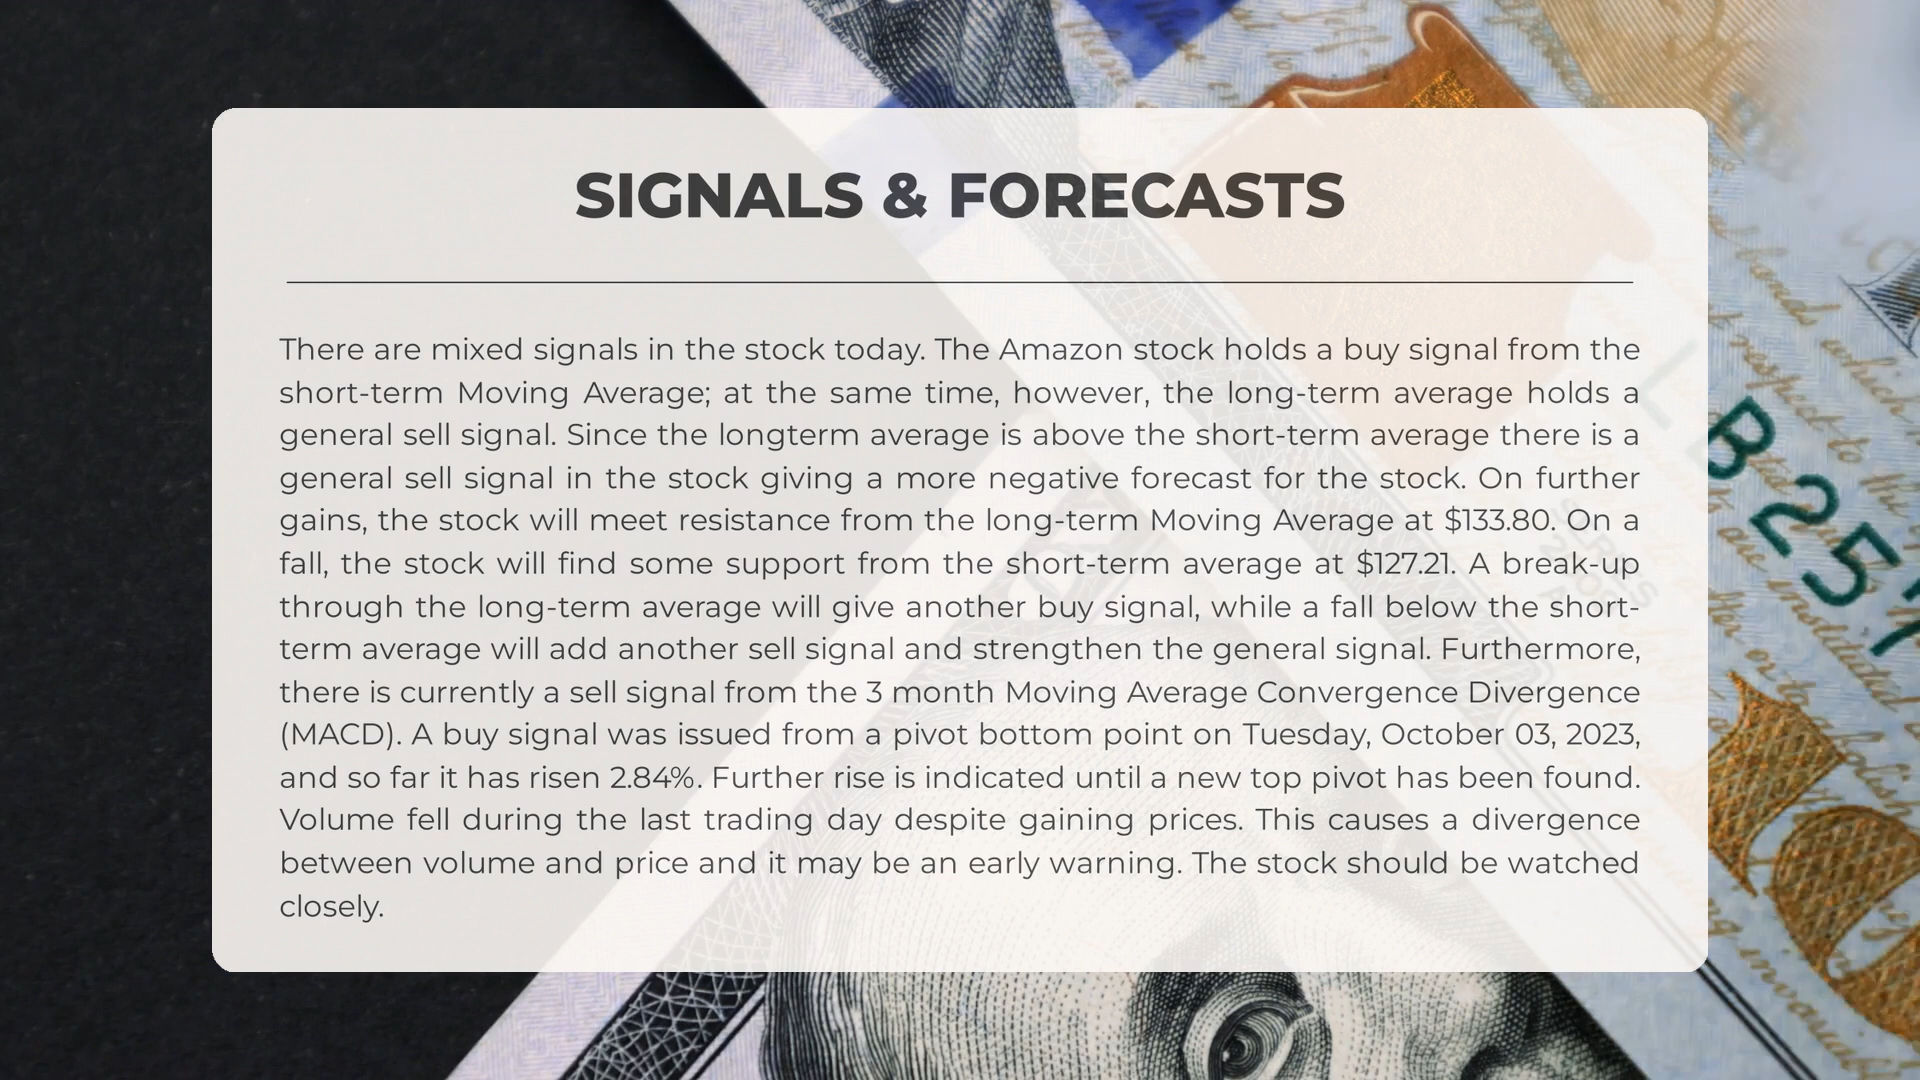 SIGNALS & FORECASTS
There are mixed signals in the stock today. The Amazon stock holds a buy signal from the
short-term Moving Average; at the same time, however, the long-term average holds a
general sell signal. Since the longterm average is above the short-term average there is a
general sell signal in the stock giving a more negative forecast for the stock. On further
gains, the stock will meet resistance from the long-term Moving Average at $133.80. On a
fall, the stock will find some support from the short-term average at $127.21. A break-up
through the long-term average will give another buy signal, while a fall below the short-
term average will add another sell signal and strengthen the general signal. Furthermore,
there is currently a sell signal from the 3 month Moving Average Convergence Divergence
(MACD). A buy signal was issued from a pivot bottom point on Tuesday, October 03, 2023,
and so far it has risen 2.84%. Further rise is indicated until a new top pivot has been found.
Volume fell during the last trading day despite gaining prices. This causes a divergence
between volume and price and it may be an early warning. The stock should be watched
closely.